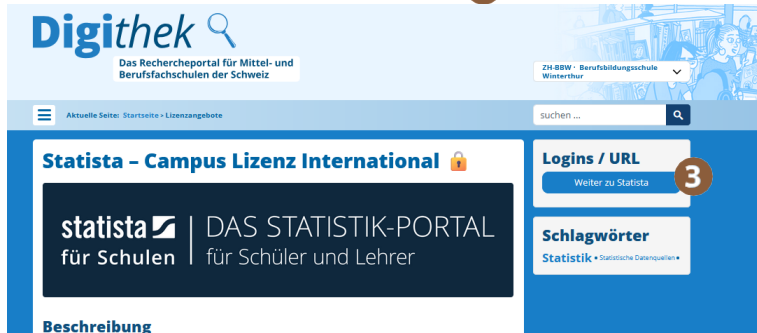 Digithek
Das Rechercheportal für Mittel- und
Berufsfachschulen der Schweiz
ZH-BBW · Berufsbildungsschule
Winterthur
Aktuelle Seite: Startseite › Lizenzangebote
suchen ...
Statista – Campus Lizenz International
Logins / URL
Weiter zu Statista
3
statista
für Schulen
DAS STATISTIK-PORTAL
für Schüler und Lehrer
Schlagwörter
Statistik • Statistische Datenquellen •
Beschreibung